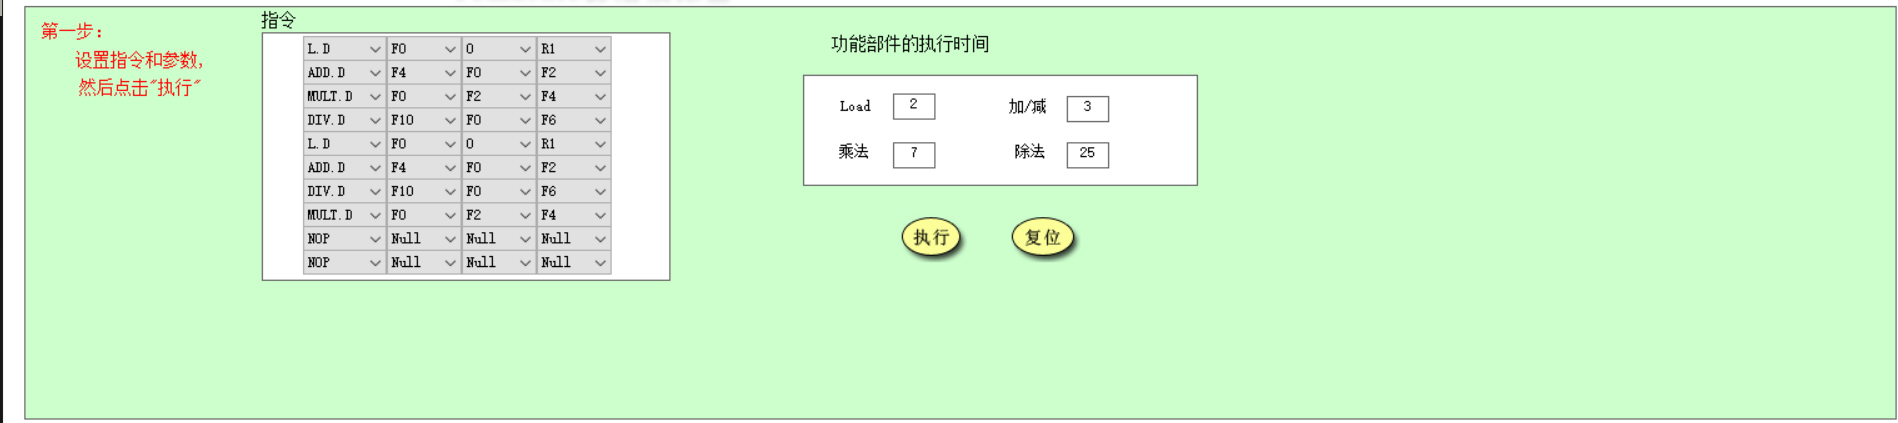 第一步：
设置指令和参数，
然后点击"执行"
指令
L.D F0 0 R1
ADD.D F4 F0 F2
MULT.D F0 F2 F4
DIV.D F10 F0 F6
L.D F0 0 R1
ADD.D F4 F0 F2
DIV.D F10 F0 F6
MULT.D F0 F2 F4
NOP Null Null Null
NOP Null Null Null
功能部件的执行时间
Load 2 加/减 3
乘法 7 除法 25
执行 复位